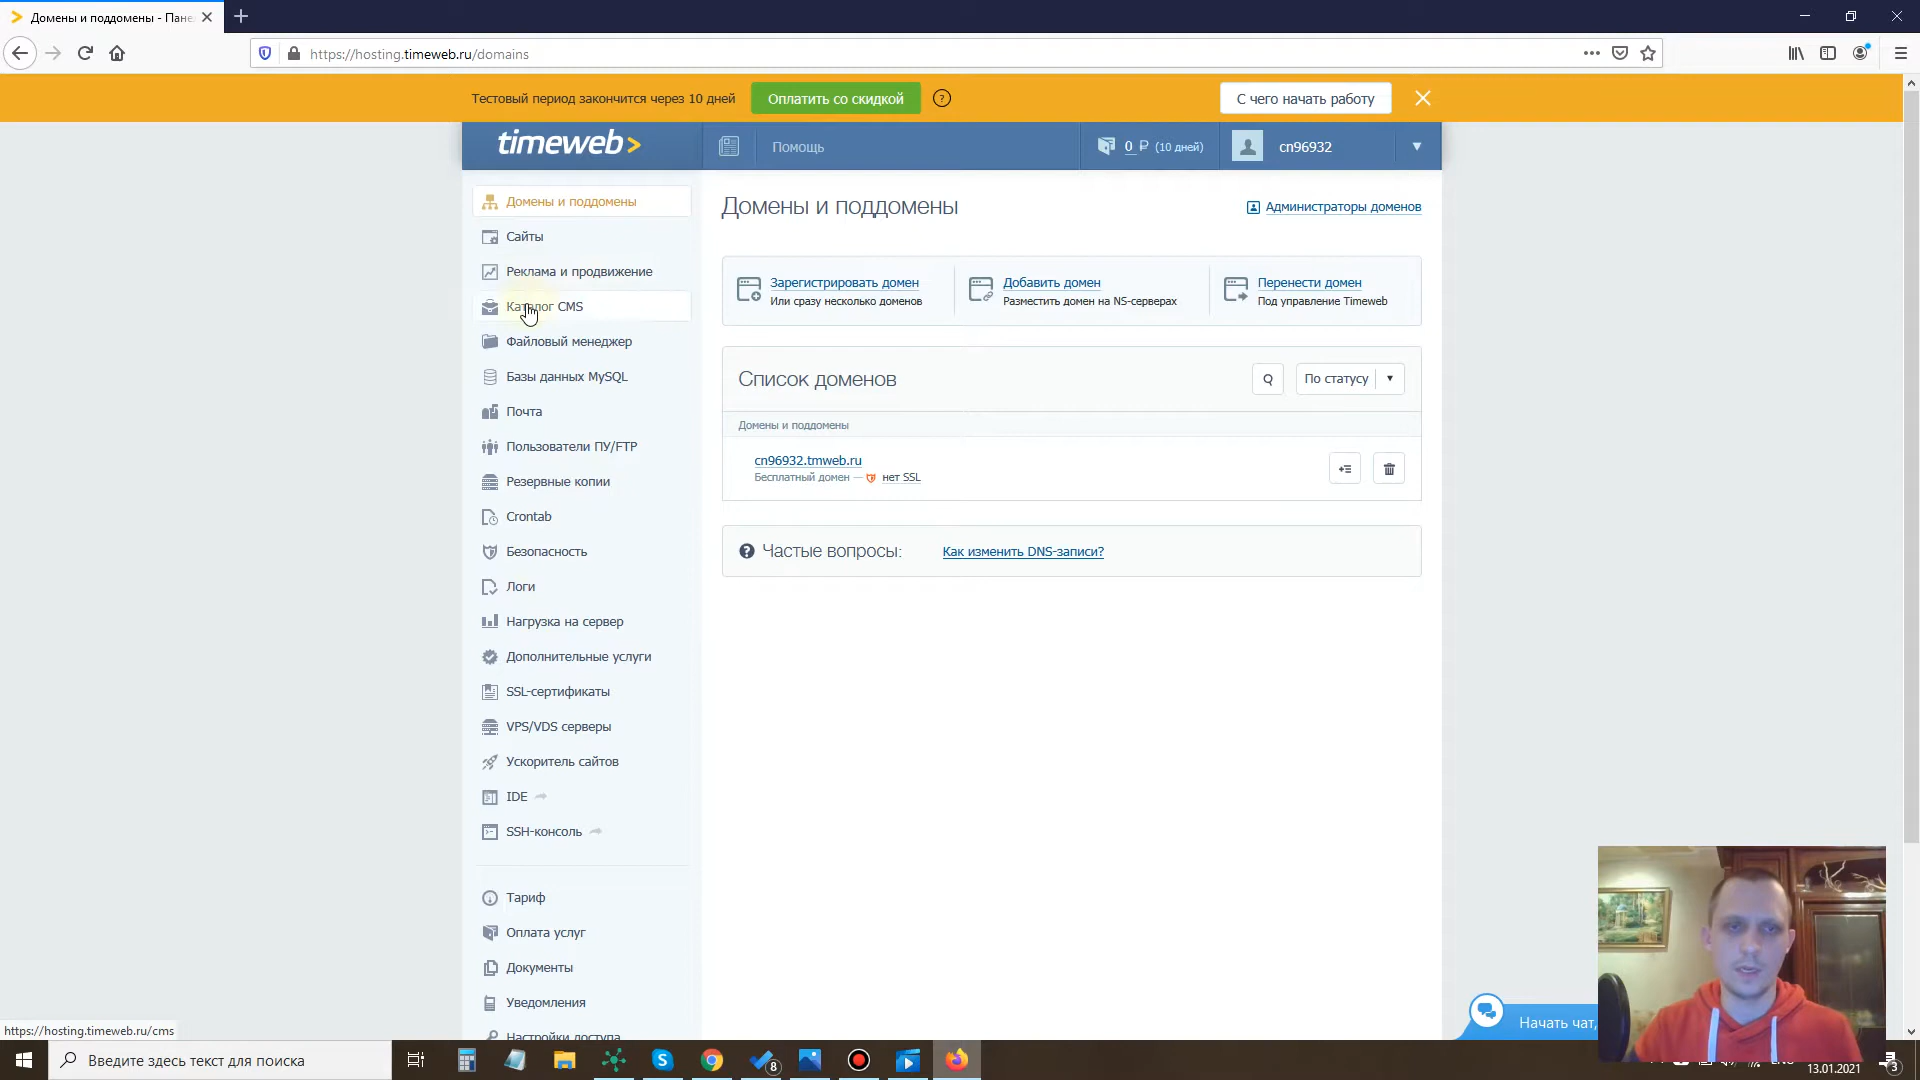 Домены и поддомены - Пане
https://hosting.timeweb.ru/domains
Тестовый период закончится через 10 дней
Оплатить со скидкой
?
С чего начать работу
timeweb>
Помощь
0 ₽ (10 дней)
cn96932
Домены и поддомены
Сайты
Реклама и продвижение
Каталог CMS
Файловый менеджер
Базы данных MySQL
Почта
Пользователи ПУ/FTP
Резервные копии
Crontab
Безопасность
Логи
Нагрузка на сервер
Дополнительные услуги
SSL-сертификаты
VPS/VDS серверы
Ускоритель сайтов
IDE
SSH-консоль
Тариф
Оплата услуг
Документы
Уведомления
Настройки доступа
Домены и поддомены
Администраторы доменов
Зарегистрировать домен
Или сразу несколько доменов
Добавить домен
Разместить домен на NS-серверах
Перенести домен
Под управление Timeweb
Список доменов
По статусу
Домены и поддомены
cn96932.tmweb.ru
Бесплатный домен — нет SSL
Частые вопросы:
Как изменить DNS-записи?
Начать чат,
https://hosting.timeweb.ru/cms
Введите здесь текст для поиска
8
13.01.2021
3